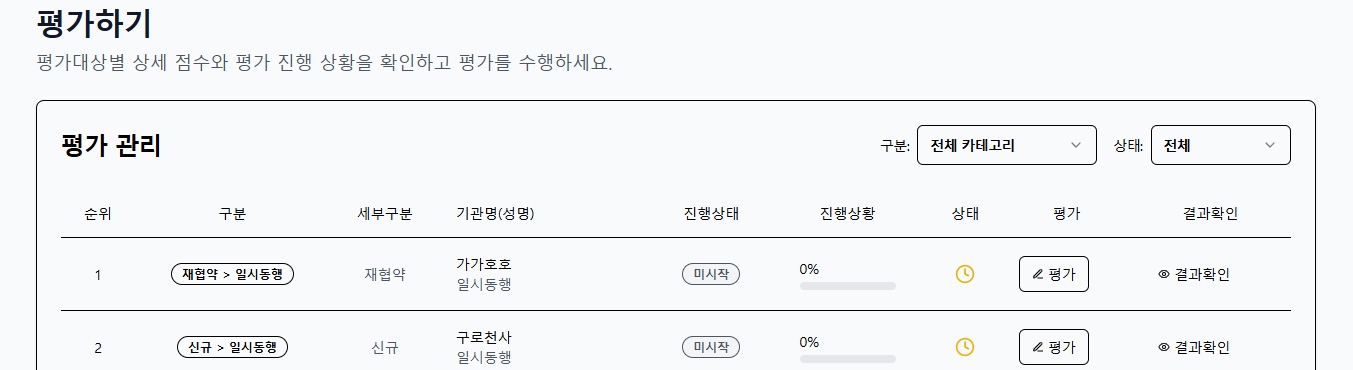 평가하기
평가대상별 상세 점수와 평가 진행 상황을 확인하고 평가를 수행하세요.
평가 관리
구분: 전체 카테고리 상태: 전체
순위 구분 세부구분 기관명(성명) 진행상태 진행상황 상태 평가 결과확인
1 재협약 > 일시동행 재협약 가가호호 미시작 0% 평가 결과확인
일시동행
2 신규 > 일시동행 신규 구로천사 미시작 0% 평가 결과확인
일시동행